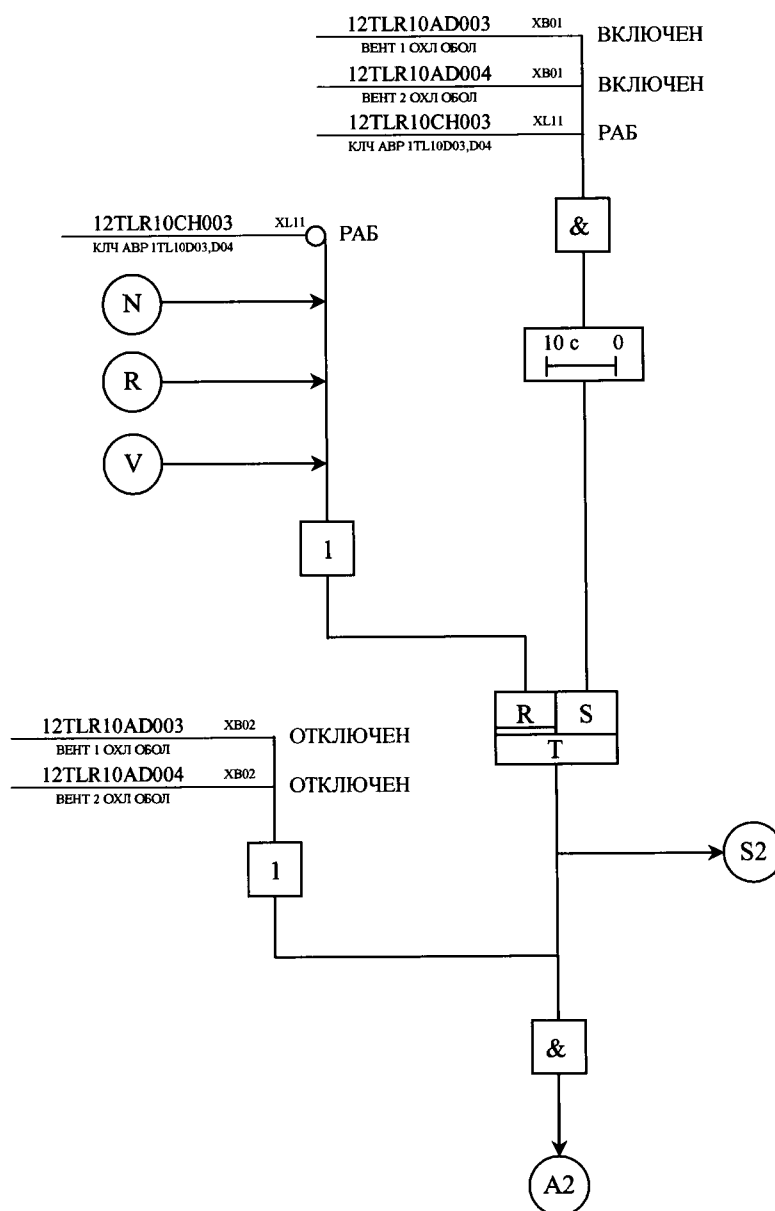 12TLR10AD003 XB01 ВКЛЮЧЕН
ВЕНТ 1 ОХЛ ОБОЛ
12TLR10AD004 XB01 ВКЛЮЧЕН
ВЕНТ 2 ОХЛ ОБОЛ
12TLR10CH003 XL11 РАБ
КЛЧ АВР 1TL10D03,D04
&
12TLR10CH003 XL11 РАБ
КЛЧ АВР 1TL10D03,D04
N
10 с 0
R
V
1
R S
T
12TLR10AD003 XB02 ОТКЛЮЧЕН
ВЕНТ 1 ОХЛ ОБОЛ
12TLR10AD004 XB02 ОТКЛЮЧЕН
ВЕНТ 2 ОХЛ ОБОЛ
S2
1
&
A2